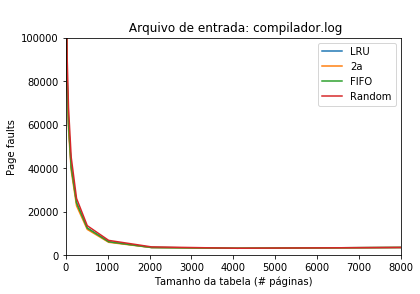 Arquivo de entrada: compilador.log
100000
80000
60000
40000
20000
0
Page faults
LRU
2a
FIFO
Random
0 1000 2000 3000 4000 5000 6000 7000 8000
Tamanho da tabela (# páginas)